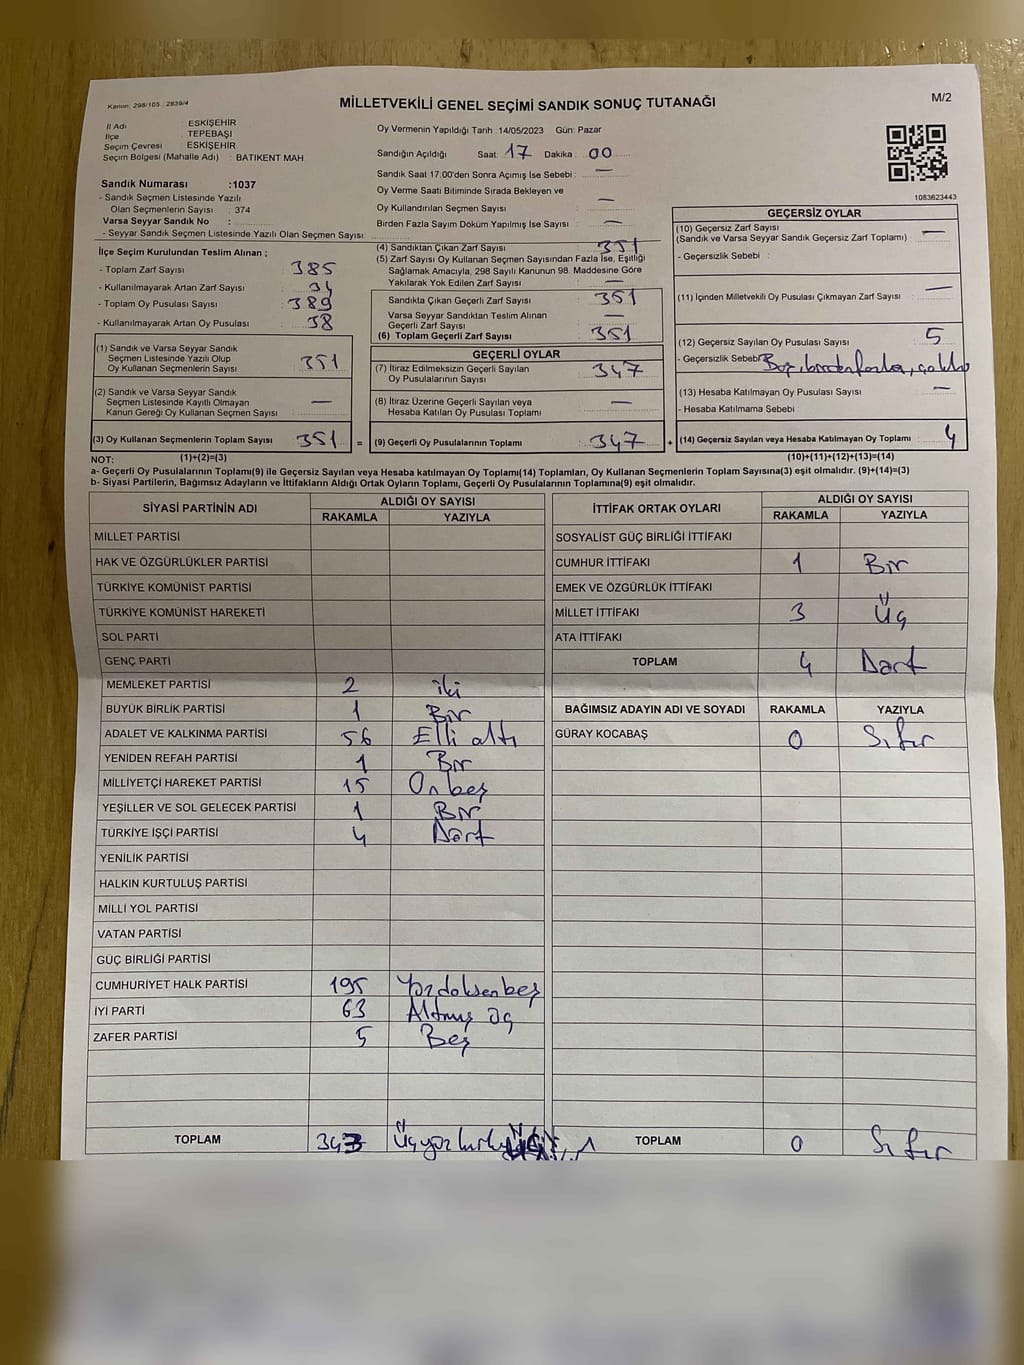 Kanun: 298/105 : 2839/4
MİLLETVEKİLİ GENEL SEÇİMİ SANDIK SONUÇ TUTANAĞI
M/2
İl Adı ESKİŞEHİR
İlçe TEPEBAŞI
Seçim Çevresi ESKİŞEHİR
Seçim Bölgesi (Mahalle Adı) : BATIKENT MAH
Sandık Numarası :1037
- Sandık Seçmen Listesinde Yazılı
Olan Seçmenlerin Sayısı : 374
Varsa Seyyar Sandık No :
- Seyyar Sandık Seçmen Listesinde Yazılı Olan Seçmen Sayısı:
Oy Vermenin Yapıldığı Tarih :14/05/2023 Gün: Pazar
Sandığın Açıldığı Saat: 17 Dakika : 00
Sandık Saat 17:00'den Sonra Açımış İse Sebebi : —
Oy Verme Saati Bitiminde Sırada Bekleyen ve
Oy Kullandırılan Seçmen Sayısı —
Birden Fazla Sayım Döküm Yapılmış İse Sayısı : —
1083623443
İlçe Seçim Kurulundan Teslim Alınan ;
- Toplam Zarf Sayısı : 385
- Kullanılmayarak Artan Zarf Sayısı : 34
- Toplam Oy Pusulası Sayısı : 389
- Kullanılmayarak Artan Oy Pusulası : 38
(1) Sandık ve Varsa Seyyar Sandık
Seçmen Listesinde Yazılı Olup
Oy Kullanan Seçmenlerin Sayısı : 351
(2) Sandık ve Varsa Seyyar Sandık
Seçmen Listesinde Kayıtlı Olmayan
Kanun Gereği Oy Kullanan Seçmen Sayısı : —
(3) Oy Kullanan Seçmenlerin Toplam Sayısı : 351 =
(4) Sandıktan Çıkan Zarf Sayısı : 351
(5) Zarf Sayısı Oy Kullanan Seçmen Sayısından Fazla İse, Eşitliği
Sağlamak Amacıyla, 298 Sayılı Kanunun 98. Maddesine Göre
Yakılarak Yok Edilen Zarf Sayısı : —
Sandıkta Çıkan Geçerli Zarf Sayısı : 351
Varsa Seyyar Sandıktan Teslim Alınan
Geçerli Zarf Sayısı : —
(6) Toplam Geçerli Zarf Sayısı : 351
GEÇERLİ OYLAR
(7) İtiraz Edilmeksizin Geçerli Sayılan
Oy Pusulalarının Sayısı : 347
(8) İtiraz Üzerine Geçerli Sayılan veya
Hesaba Katılan Oy Pusulası Toplamı : —
(9) Geçerli Oy Pusulalarının Toplamı : 347 +
GEÇERSİZ OYLAR
(10) Geçersiz Zarf Sayısı
(Sandık ve Varsa Seyyar Sandık Geçersiz Zarf Toplamı) : —
- Geçersizlik Sebebi :
(11) İçinden Milletvekili Oy Pusulası Çıkmayan Zarf Sayısı : —
(12) Geçersiz Sayılan Oy Pusulası Sayısı : 5
- Geçersizlik Sebebi : Boş, birden fazla,
(13) Hesaba Katılmayan Oy Pusulası Sayısı : —
- Hesaba Katılmama Sebebi :
(14) Geçersiz Sayılan veya Hesaba Katılmayan Oy Toplamı : 4
NOT: (1)+(2)=(3) (10)+(11)+(12)+(13)=(14)
a- Geçerli Oy Pusulalarının Toplamı(9) ile Geçersiz Sayılan veya Hesaba katılmayan Oy Toplamı(14) Toplamları, Oy Kullanan Seçmenlerin Toplam Sayısına(3) eşit olmalıdır. (9)+(14)=(3)
b- Siyasi Partilerin, Bağımsız Adayların ve İttifakların Aldığı Ortak Oyların Toplamı, Geçerli Oy Pusulalarının Toplamına(9) eşit olmalıdır.
SİYASİ PARTİNİN ADI ALDIĞI OY SAYISI
RAKAMLA YAZIYLA
MİLLET PARTİSİ
HAK VE ÖZGÜRLÜKLER PARTİSİ
TÜRKİYE KOMÜNİST PARTİSİ
TÜRKİYE KOMÜNİST HAREKETİ
SOL PARTİ
GENÇ PARTİ
MEMLEKET PARTİSİ 2 iki
BÜYÜK BİRLİK PARTİSİ 1 Bir
ADALET VE KALKINMA PARTİSİ 56 Elli altı
YENİDEN REFAH PARTİSİ 1 Bir
MİLLİYETÇİ HAREKET PARTİSİ 15 Onbeş
YEŞİLLER VE SOL GELECEK PARTİSİ 1 Bir
TÜRKİYE İŞÇİ PARTİSİ 4 Dört
YENİLİK PARTİSİ
HALKIN KURTULUŞ PARTİSİ
MİLLİ YOL PARTİSİ
VATAN PARTİSİ
GÜÇ BİRLİĞİ PARTİSİ
CUMHURİYET HALK PARTİSİ 195 Yüzdoksenbeş
İYİ PARTİ 63 Altmış üç
ZAFER PARTİSİ 5 Beş
TOPLAM 343
İTTİFAK ORTAK OYLARI ALDIĞI OY SAYISI
RAKAMLA YAZIYLA
SOSYALİST GÜÇ BİRLİĞİ İTTİFAKI
CUMHUR İTTİFAKI 1 Bir
EMEK VE ÖZGÜRLÜK İTTİFAKI
MİLLET İTTİFAKI 3 Üç
ATA İTTİFAKI
TOPLAM 4 Dört
BAĞIMSIZ ADAYIN ADI VE SOYADI RAKAMLA YAZIYLA
GÜRAY KOCABAŞ 0 Sıfır
TOPLAM 0 Sıfır